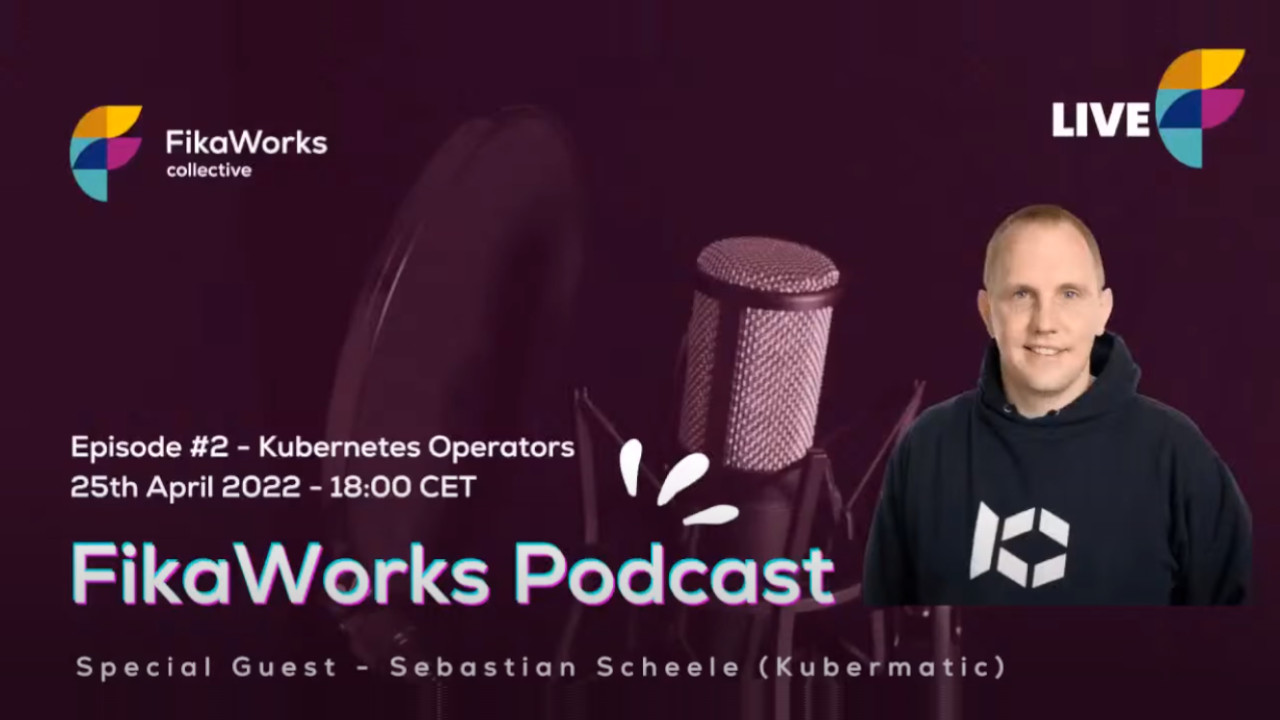 FikaWorks
collective
LIVE
Episode #2 - Kubernetes Operators
25th April 2022 - 18:00 CET
FikaWorks Podcast
Special Guest - Sebastian Scheele (Kubermatic)